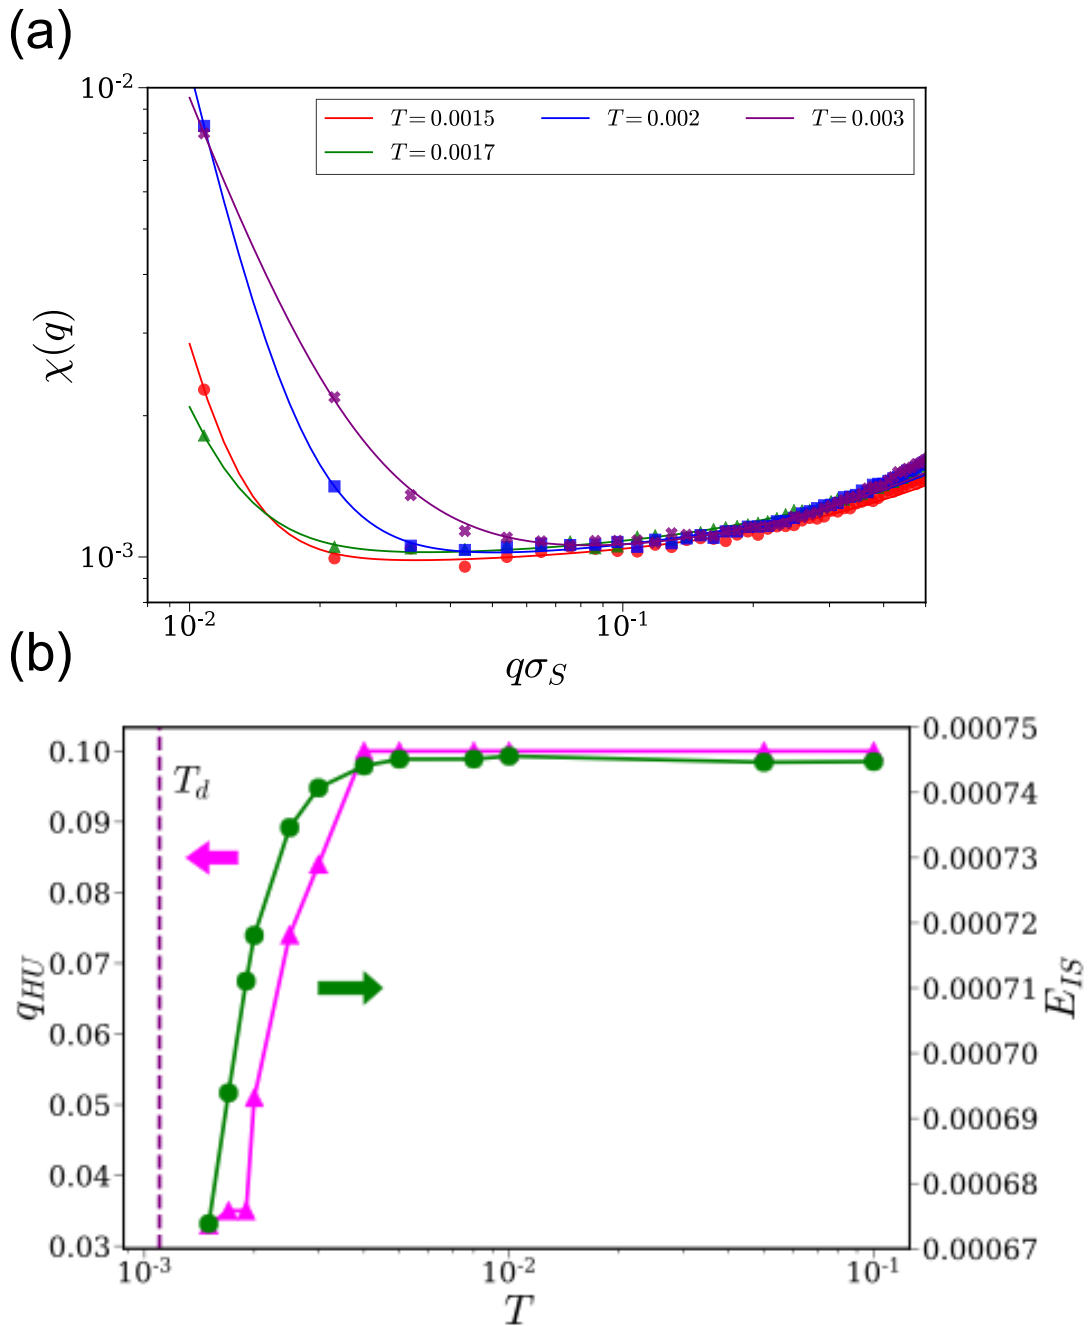 (a)
10⁻²
T = 0.0015 T = 0.002 T = 0.003
T = 0.0017
χ(q)
10⁻³
10⁻² 10⁻¹
qσ_S
(b)
0.10 0.00075
T_d
0.09 0.00074
0.08 0.00073
0.07 0.00072
q_HU 0.00071 E_IS
0.06 0.00070
0.05 0.00069
0.04 0.00068
0.03 0.00067
10⁻³ 10⁻² 10⁻¹
T